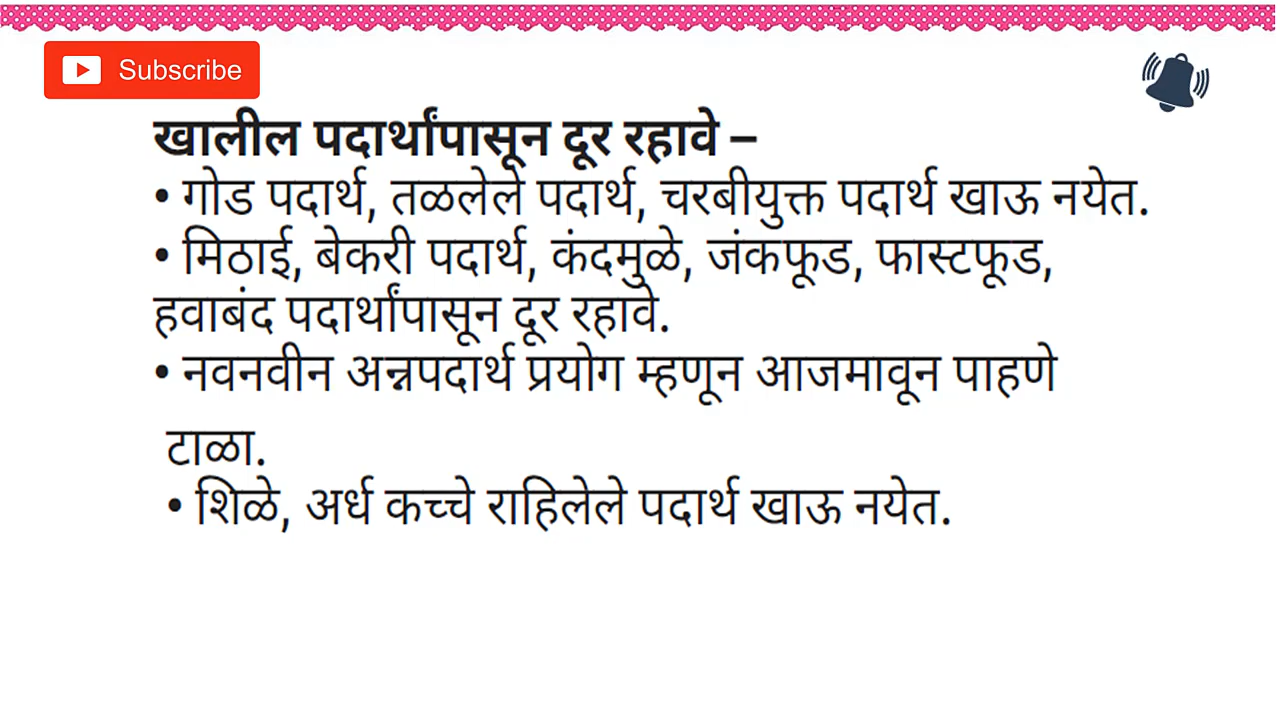 Subscribe
खालील पदार्थांपासून दूर रहावे –
• गोड पदार्थ, तळलेले पदार्थ, चरबीयुक्त पदार्थ खाऊ नयेत.
• मिठाई, बेकरी पदार्थ, कंदमुळे, जंकफूड, फास्टफूड,
हवाबंद पदार्थांपासून दूर रहावे.
• नवनवीन अन्नपदार्थ प्रयोग म्हणून आजमावून पाहणे
टाळा.
• शिळे, अर्ध कच्चे राहिलेले पदार्थ खाऊ नयेत.